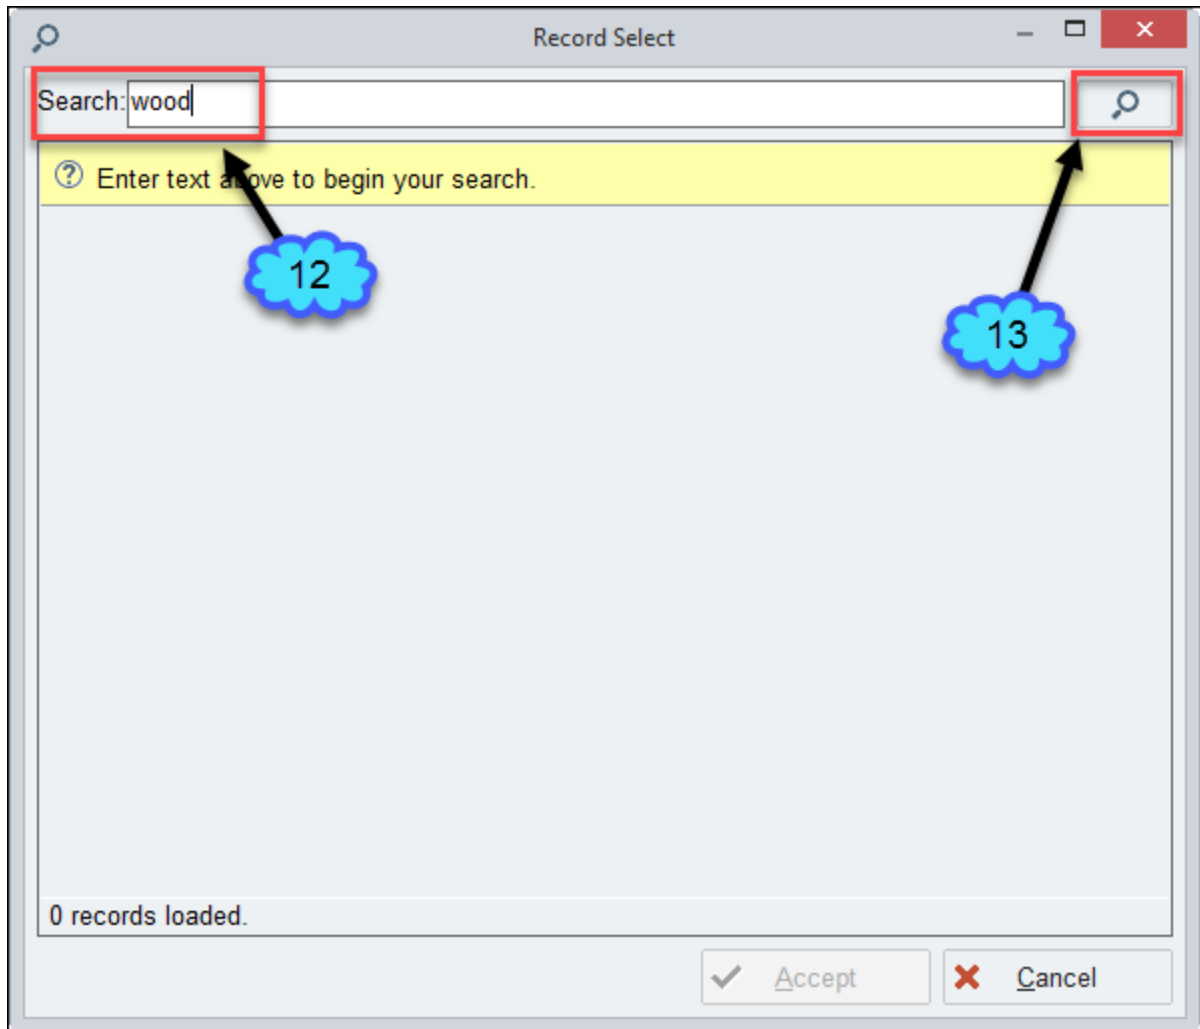 Record Select
Search: wood
Enter text above to begin your search.
12
13
0 records loaded.
Accept
Cancel